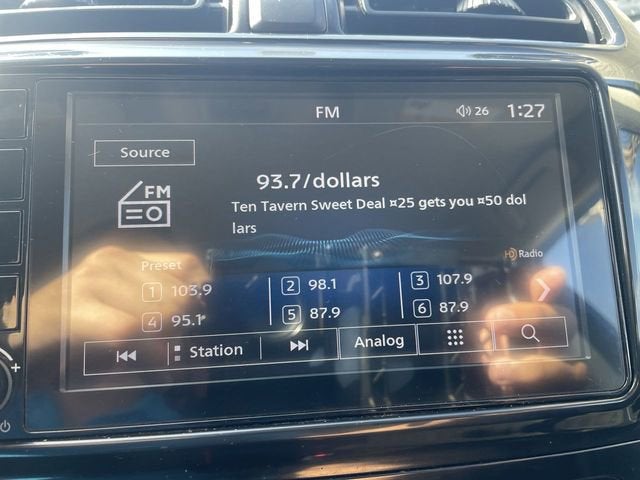 FM
26
1:27
Source
93.7/dollars
FM
Ten Tavern Sweet Deal ¤25 gets you ¤50 dol
lars
HD Radio
Preset
1 103.9
2 98.1
3 107.9
4 95.1
5 87.9
6 87.9
Station
Analog